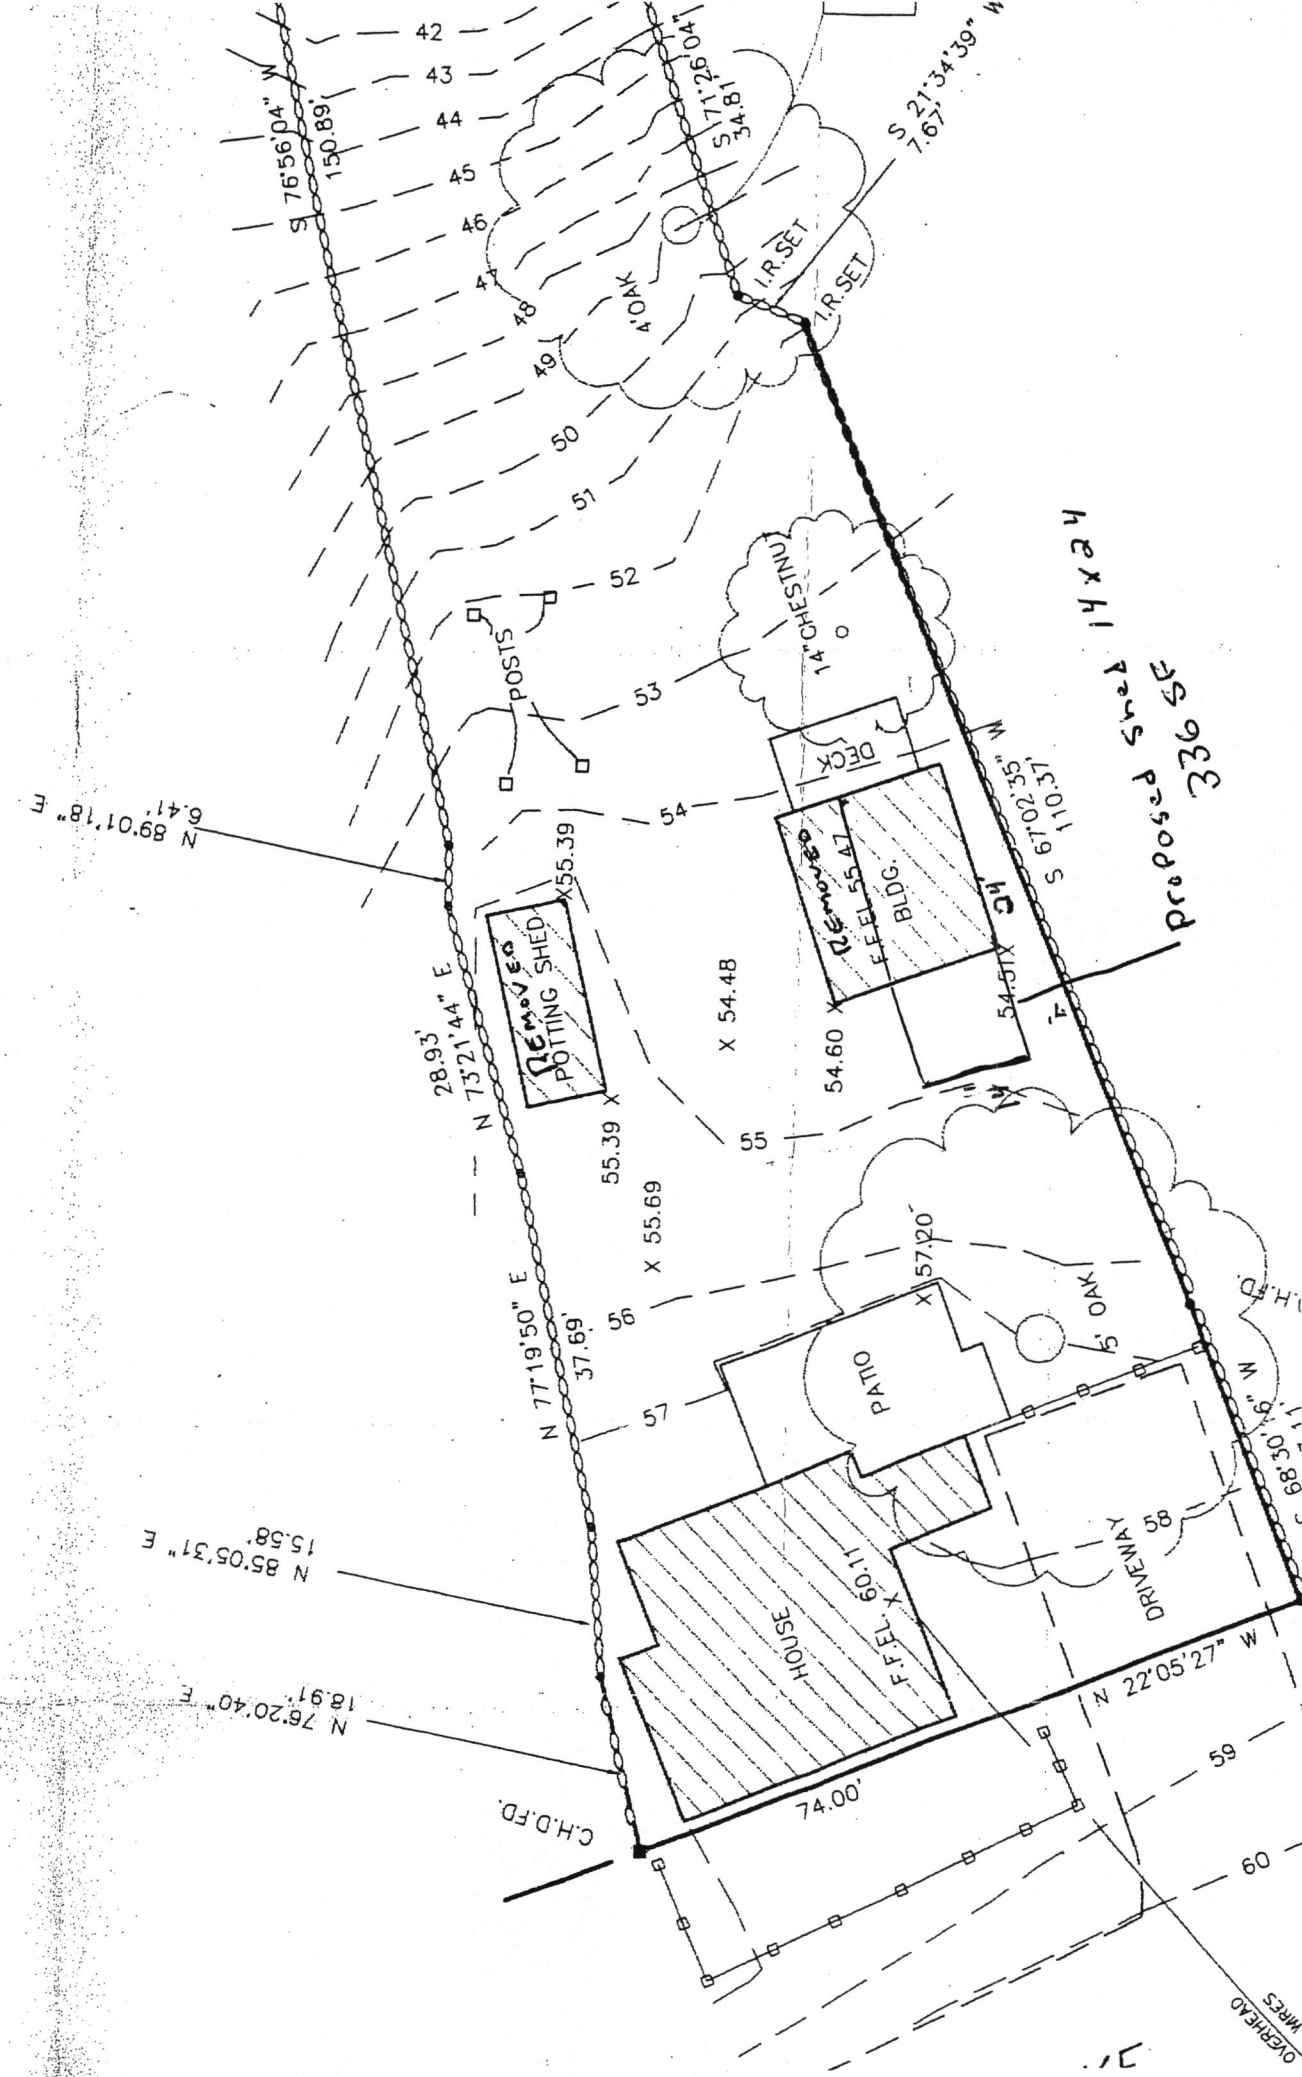 42
43
44
45
46
47
48
49
50
51
52
53
54
55
56
57
58
59
60
S 76°56'04" W
150.89'
S 71°26'04"
34.81'
S 21°34'39" W
7.67'
I.R.SET
I.R.SET
4' OAK
14" CHESTNUT
POSTS
DECK
N 89°01'18" E
6.41'
X55.39
REMOVED
POTTING SHED
REMOVED
F.F.EL 55.47
BLDG.
24'
S 67°02'35" W
110.37'
proposed shed 14 x 24
336 SF
28.93'
N 73°21'44" E
X 54.48
54.60 X
54.57X
14'
55.39 X
X 55.69
X 57.20
N 77°19'50" E
37.69'
PATIO
5' OAK
.H.FD.
N 85°05'31" E
15.58'
N 76°20'40" E
18.91'
HOUSE
F.F.EL. 60.11
X
DRIVEWAY
C.H.D.FD.
74.00'
N 22°05'27" W
OVERHEAD
WIRES